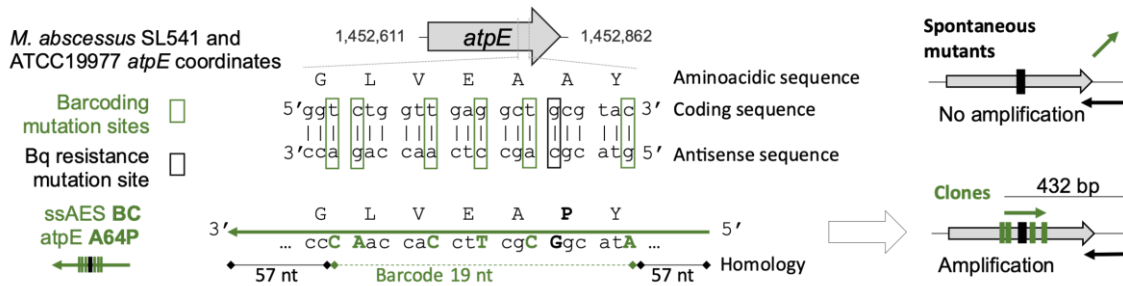 M. abscessus SL541 and
ATCC19977 atpE coordinates
1,452,611 atpE 1,452,862
G L V E A A Y Aminoacidic sequence
Barcoding
mutation sites
5' ggt ctg gtt gag gct gcg tac 3' Coding sequence
3' cca gac caa ctc cga cgc atg 5' Antisense sequence
Bq resistance
mutation site
ssAES BC
atpE A64P
G L V E A P Y
3' 5'
... ccC Aac caC ctT cgC Ggc atA ...
57 nt Barcode 19 nt 57 nt Homology
Spontaneous
mutants
No amplification
Clones 432 bp
Amplification